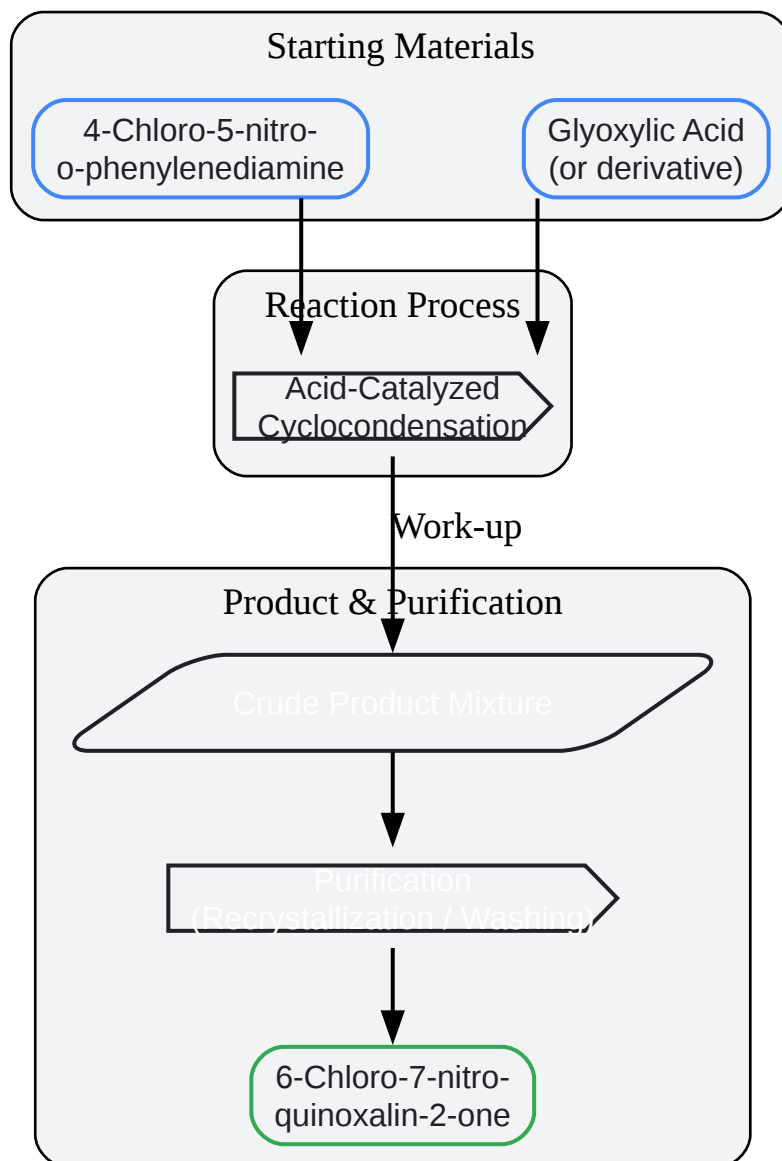 Starting Materials
4-Chloro-5-nitro-
o-phenylenediamine
Glyoxylic Acid
(or derivative)
Reaction Process
Acid-Catalyzed
Cyclocondensation
Work-up
Product & Purification
Crude Product Mixture
Purification
(Recrystallization / Washing)
6-Chloro-7-nitro-
quinoxalin-2-one